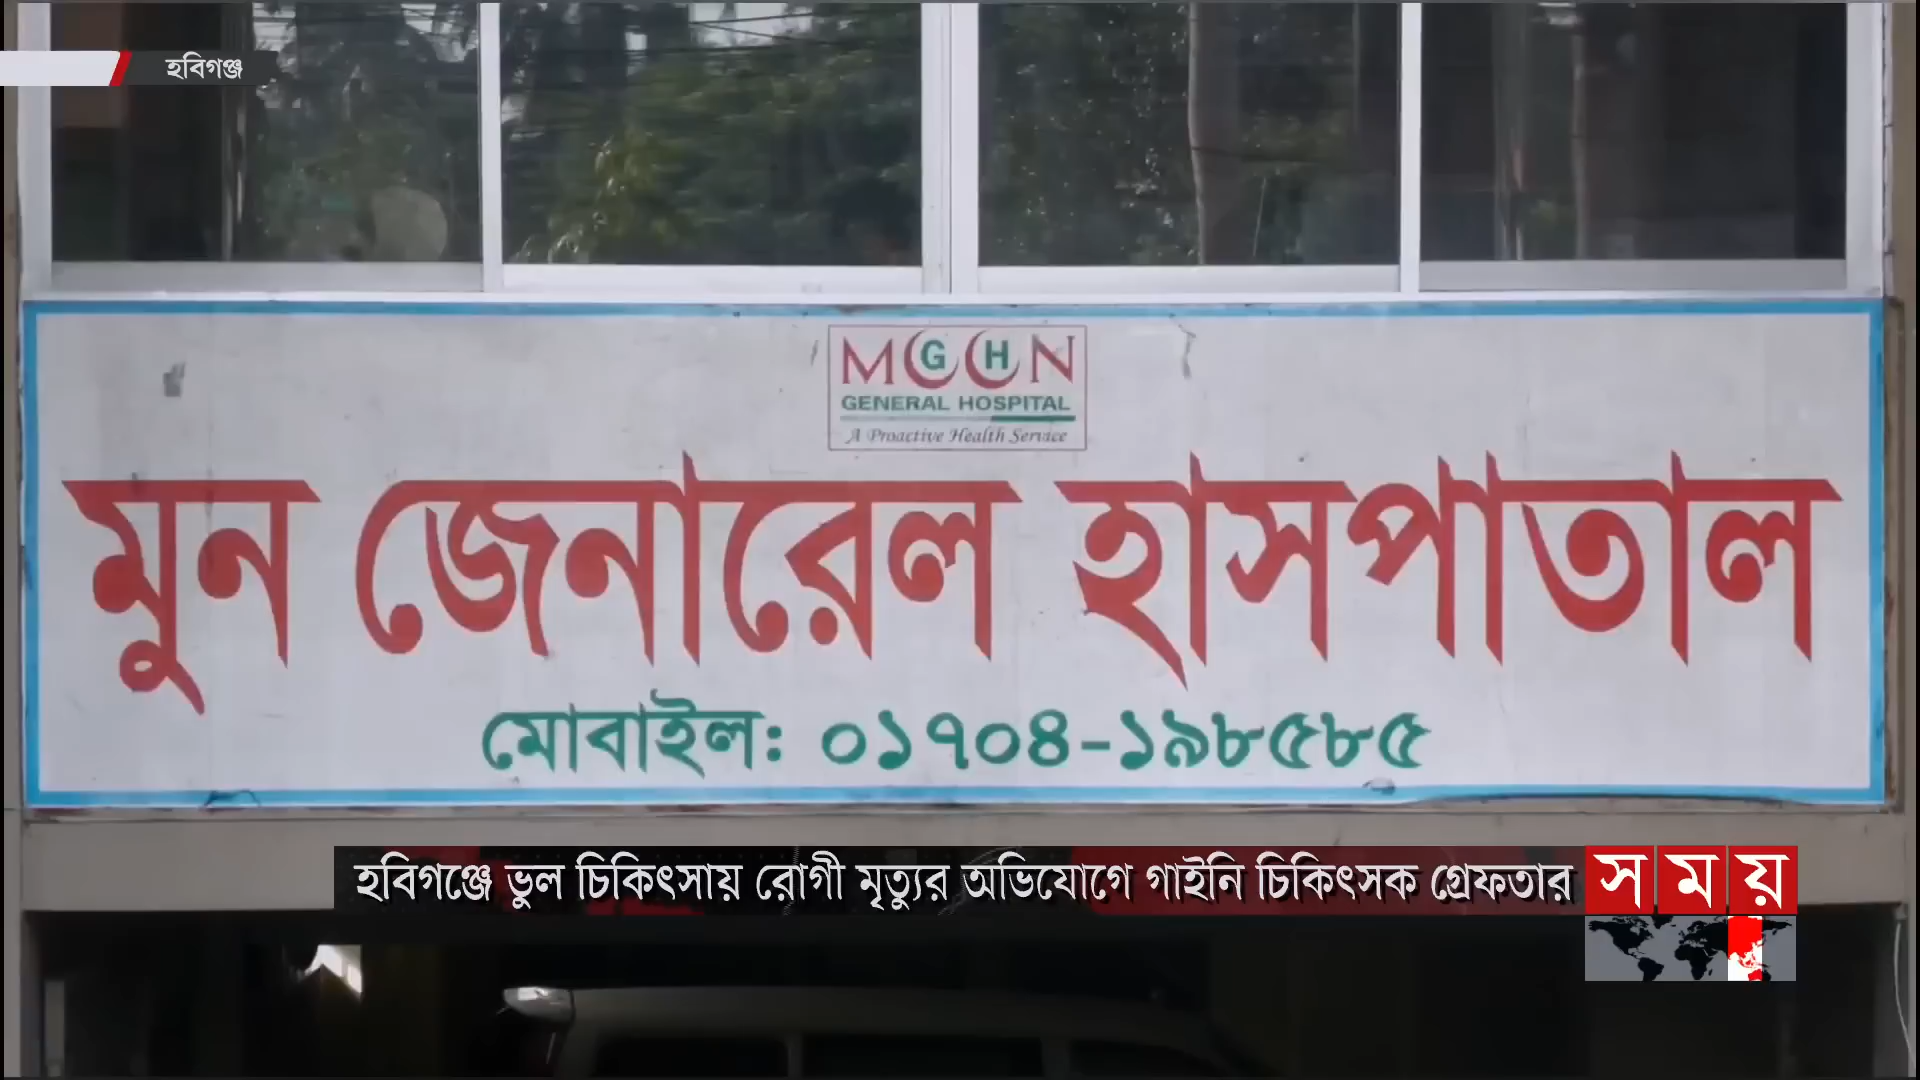 হবিগঞ্জ
MOON
G H
GENERAL HOSPITAL
A Proactive Health Service
মুন জেনারেল হাসপাতাল
মোবাইল: ০১৭০৪-১৯৮৫৮৫
হবিগঞ্জে ভুল চিকিৎসায় রোগী মৃত্যুর অভিযোগে গাইনি চিকিৎসক গ্রেফতার
সময়